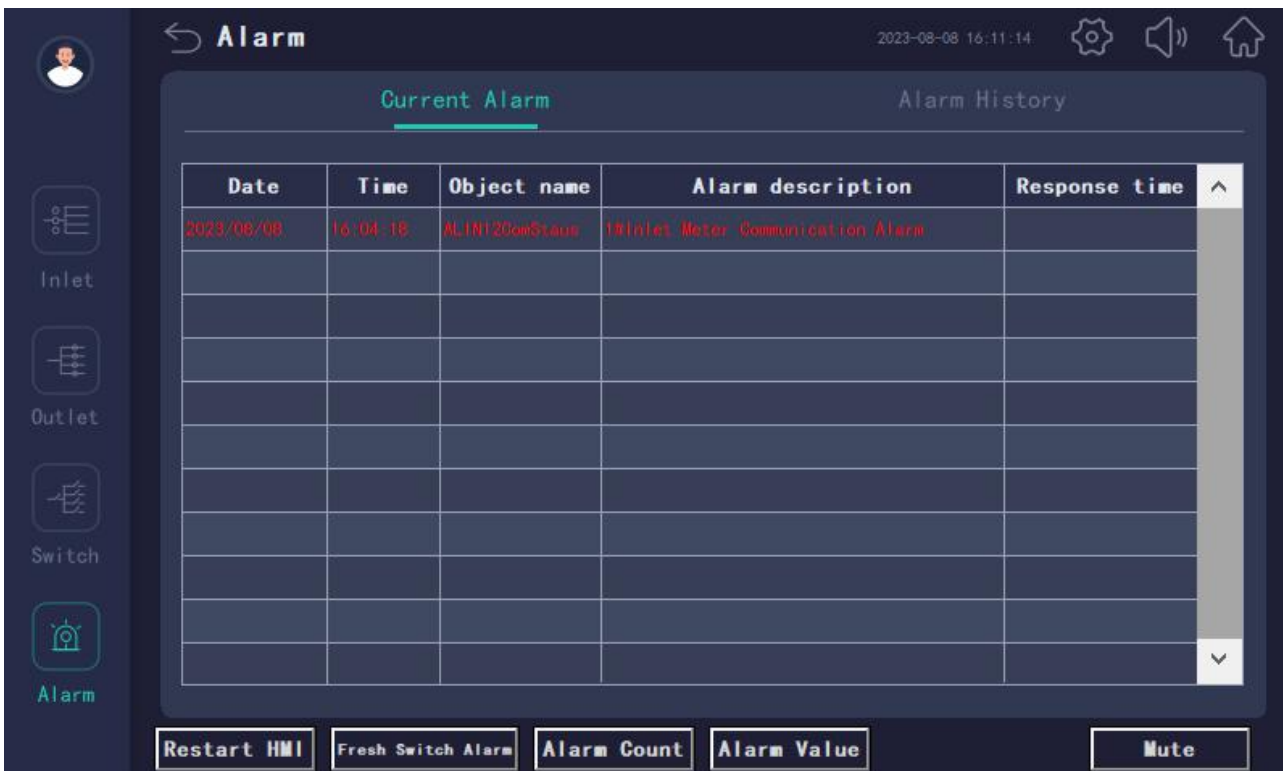 Alarm 2023-08-08 16:11:14
Current Alarm Alarm History
Date Time Object name Alarm description Response time
2023/08/08 16:04:18 ALIN120omStaus 1#Inlet Meter Communication Alarm
Inlet
Outlet
Switch
Alarm
Restart HMI Fresh Switch Alarm Alarm Count Alarm Value Mute